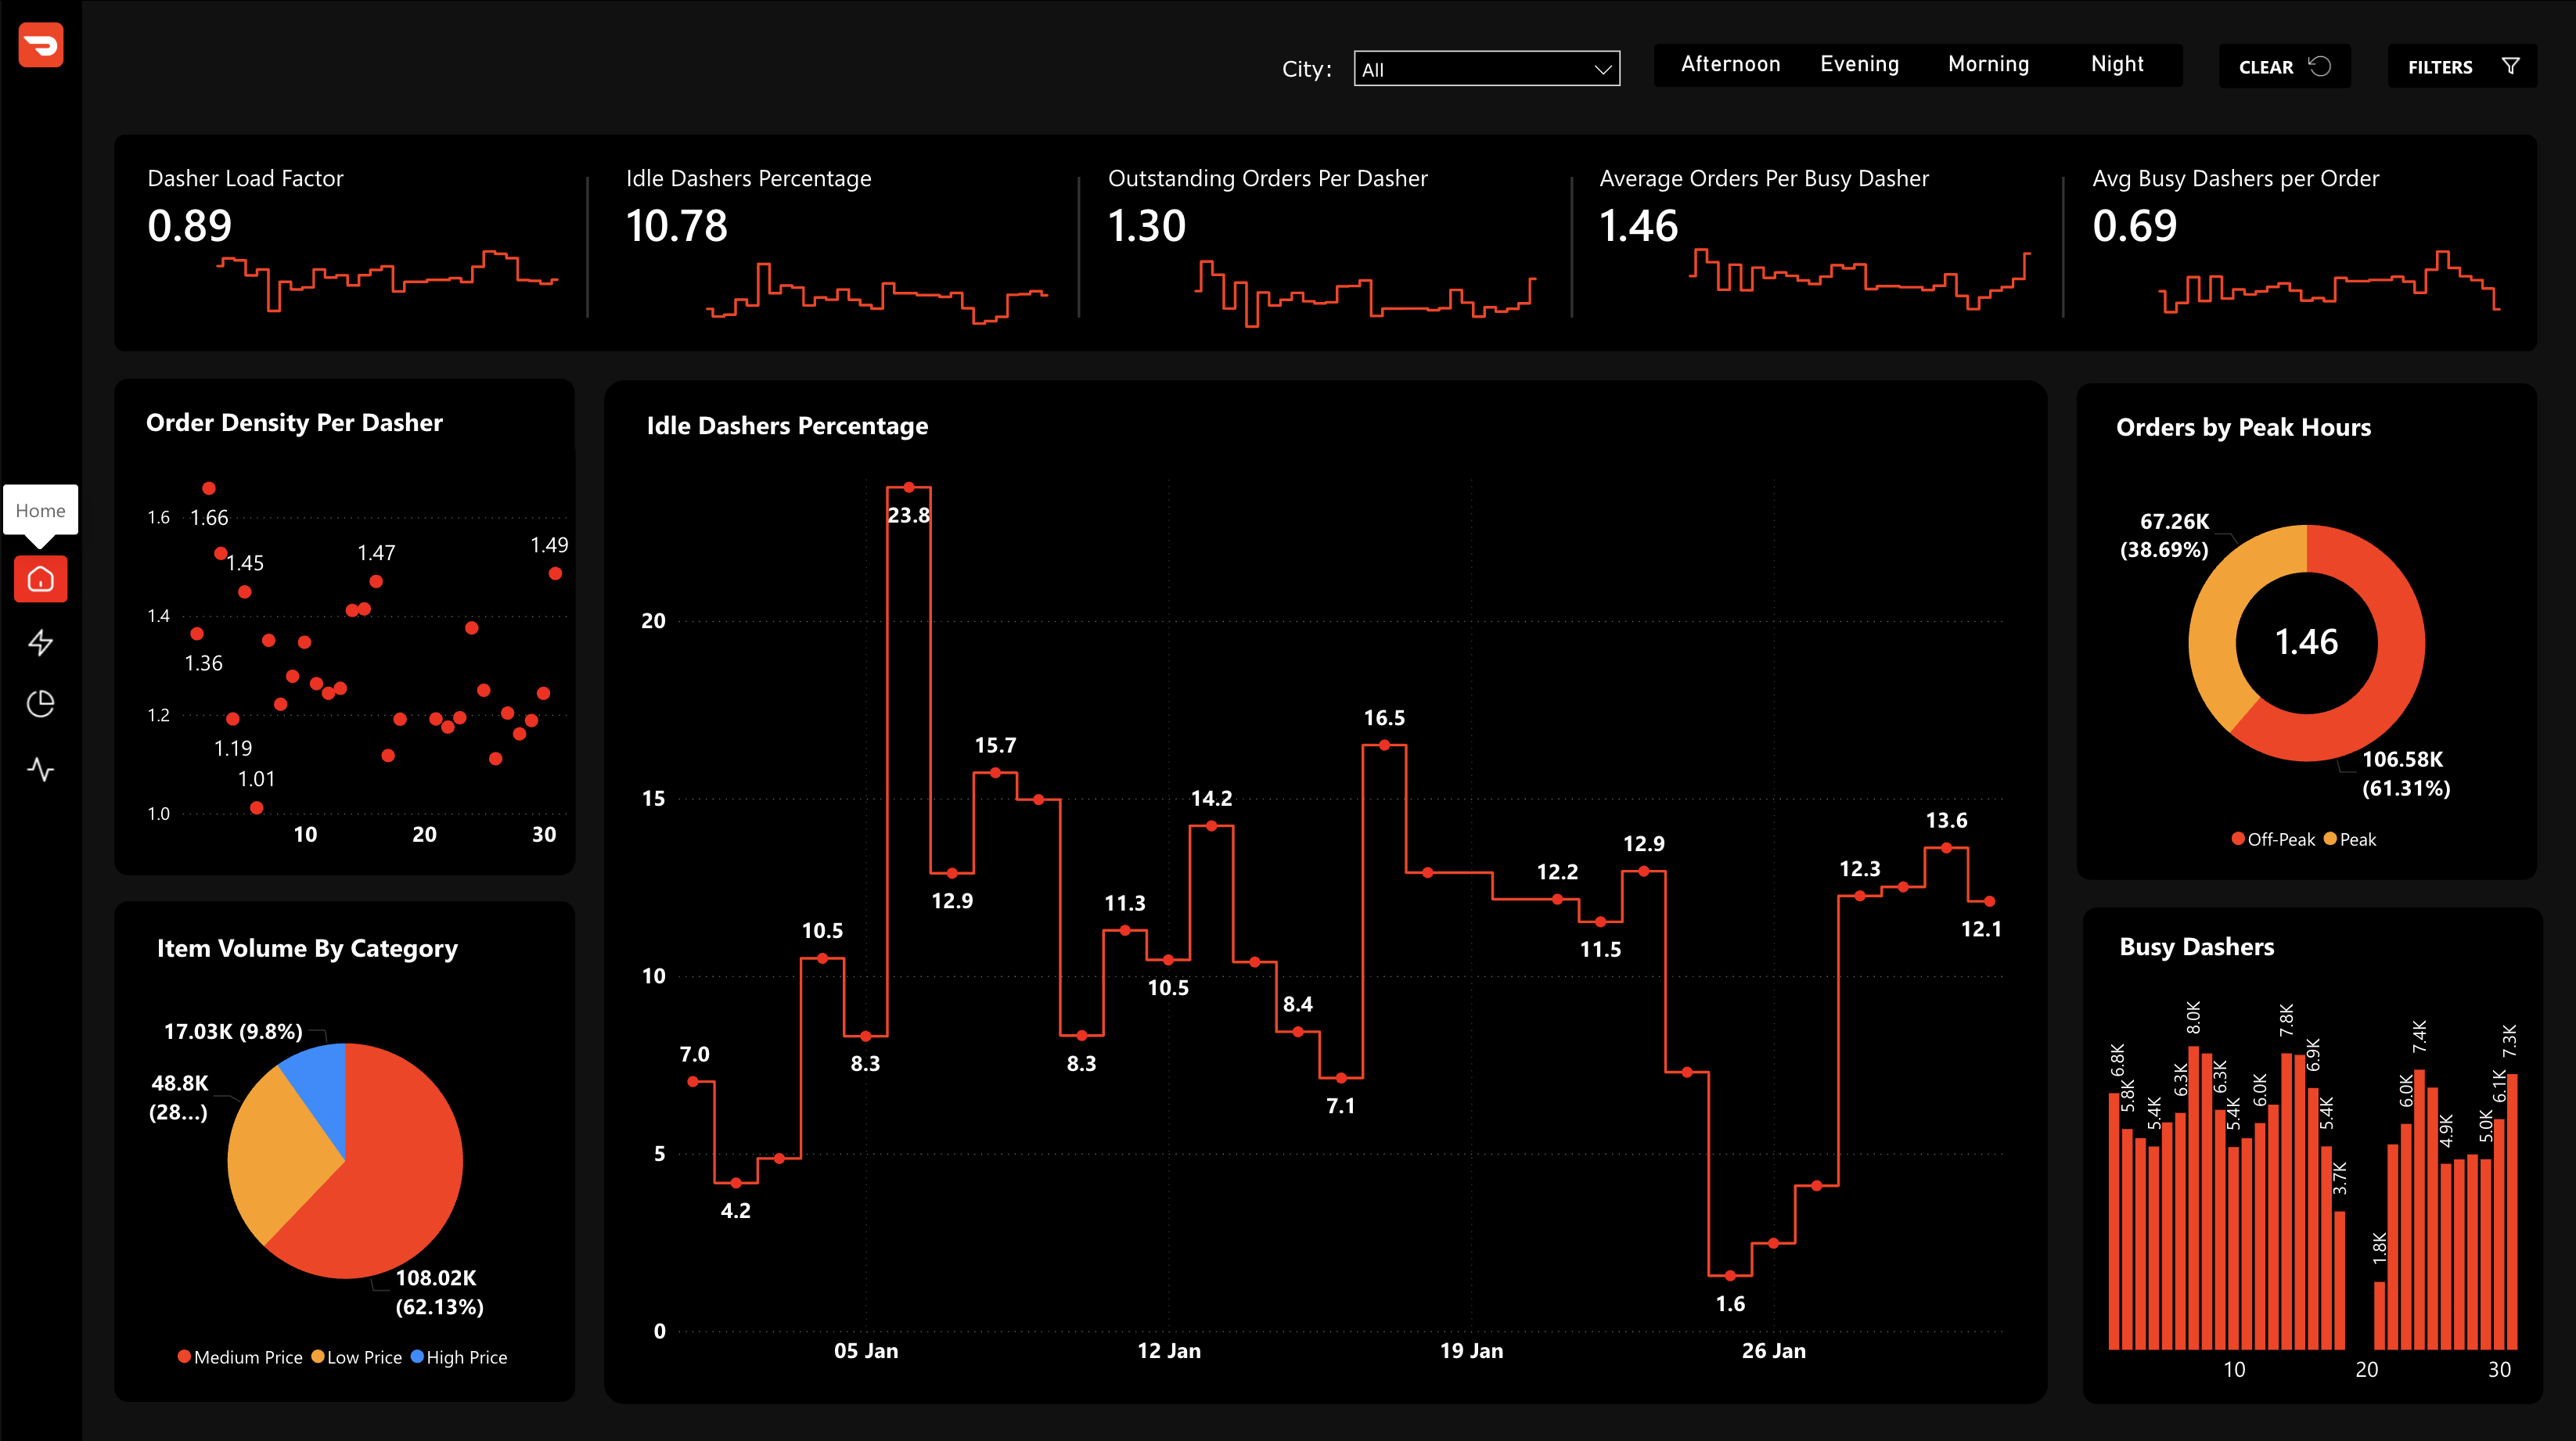 City: All
Afternoon Evening Morning Night
CLEAR
FILTERS
Dasher Load Factor
0.89
Idle Dashers Percentage
10.78
Outstanding Orders Per Dasher
1.30
Average Orders Per Busy Dasher
1.46
Avg Busy Dashers per Order
0.69
Home
Order Density Per Dasher
1.6
1.4
1.2
1.0
1.66
1.45
1.47
1.49
1.36
1.19
1.01
10 20 30
Idle Dashers Percentage
20
15
10
5
0
7.0
4.2
10.5
8.3
23.8
12.9
15.7
8.3
11.3
10.5
14.2
8.4
7.1
16.5
12.2
11.5
12.9
1.6
12.3
13.6
12.1
05 Jan 12 Jan 19 Jan 26 Jan
Orders by Peak Hours
67.26K
(38.69%)
1.46
106.58K
(61.31%)
Off-Peak Peak
Item Volume By Category
17.03K (9.8%)
48.8K
(28...)
108.02K
(62.13%)
Medium Price Low Price High Price
Busy Dashers
6.8K
5.8K
5.4K
6.3K
8.0K
6.3K
5.4K
6.0K
7.8K
6.9K
5.4K
3.7K
1.8K
6.0K
7.4K
4.9K
5.0K
6.1K
7.3K
10 20 30